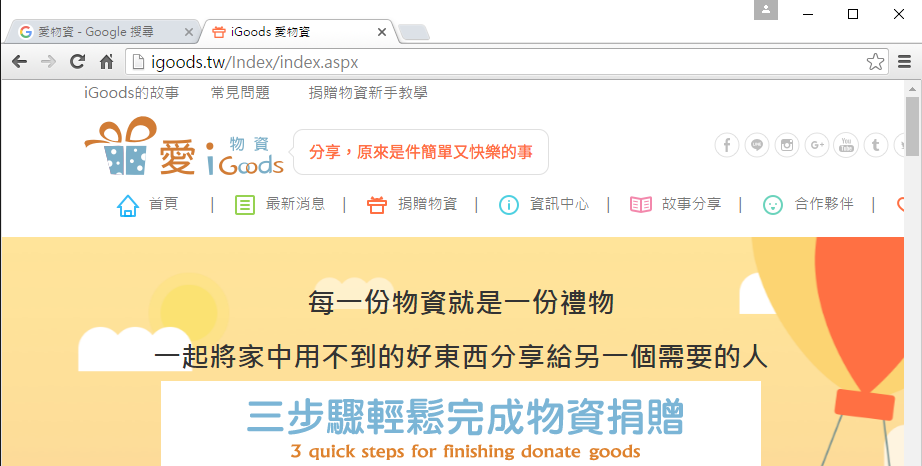 愛物資 - Google 搜尋
iGoods 愛物資
igoods.tw/Index/index.aspx
iGoods的故事 常見問題 捐贈物資新手教學
愛 物資 iGoods
分享，原來是件簡單又快樂的事
首頁 | 最新消息 | 捐贈物資 | 資訊中心 | 故事分享 | 合作夥伴 |
每一份物資就是一份禮物
一起將家中用不到的好東西分享給另一個需要的人
三步驟輕鬆完成物資捐贈
3 quick steps for finishing donate goods